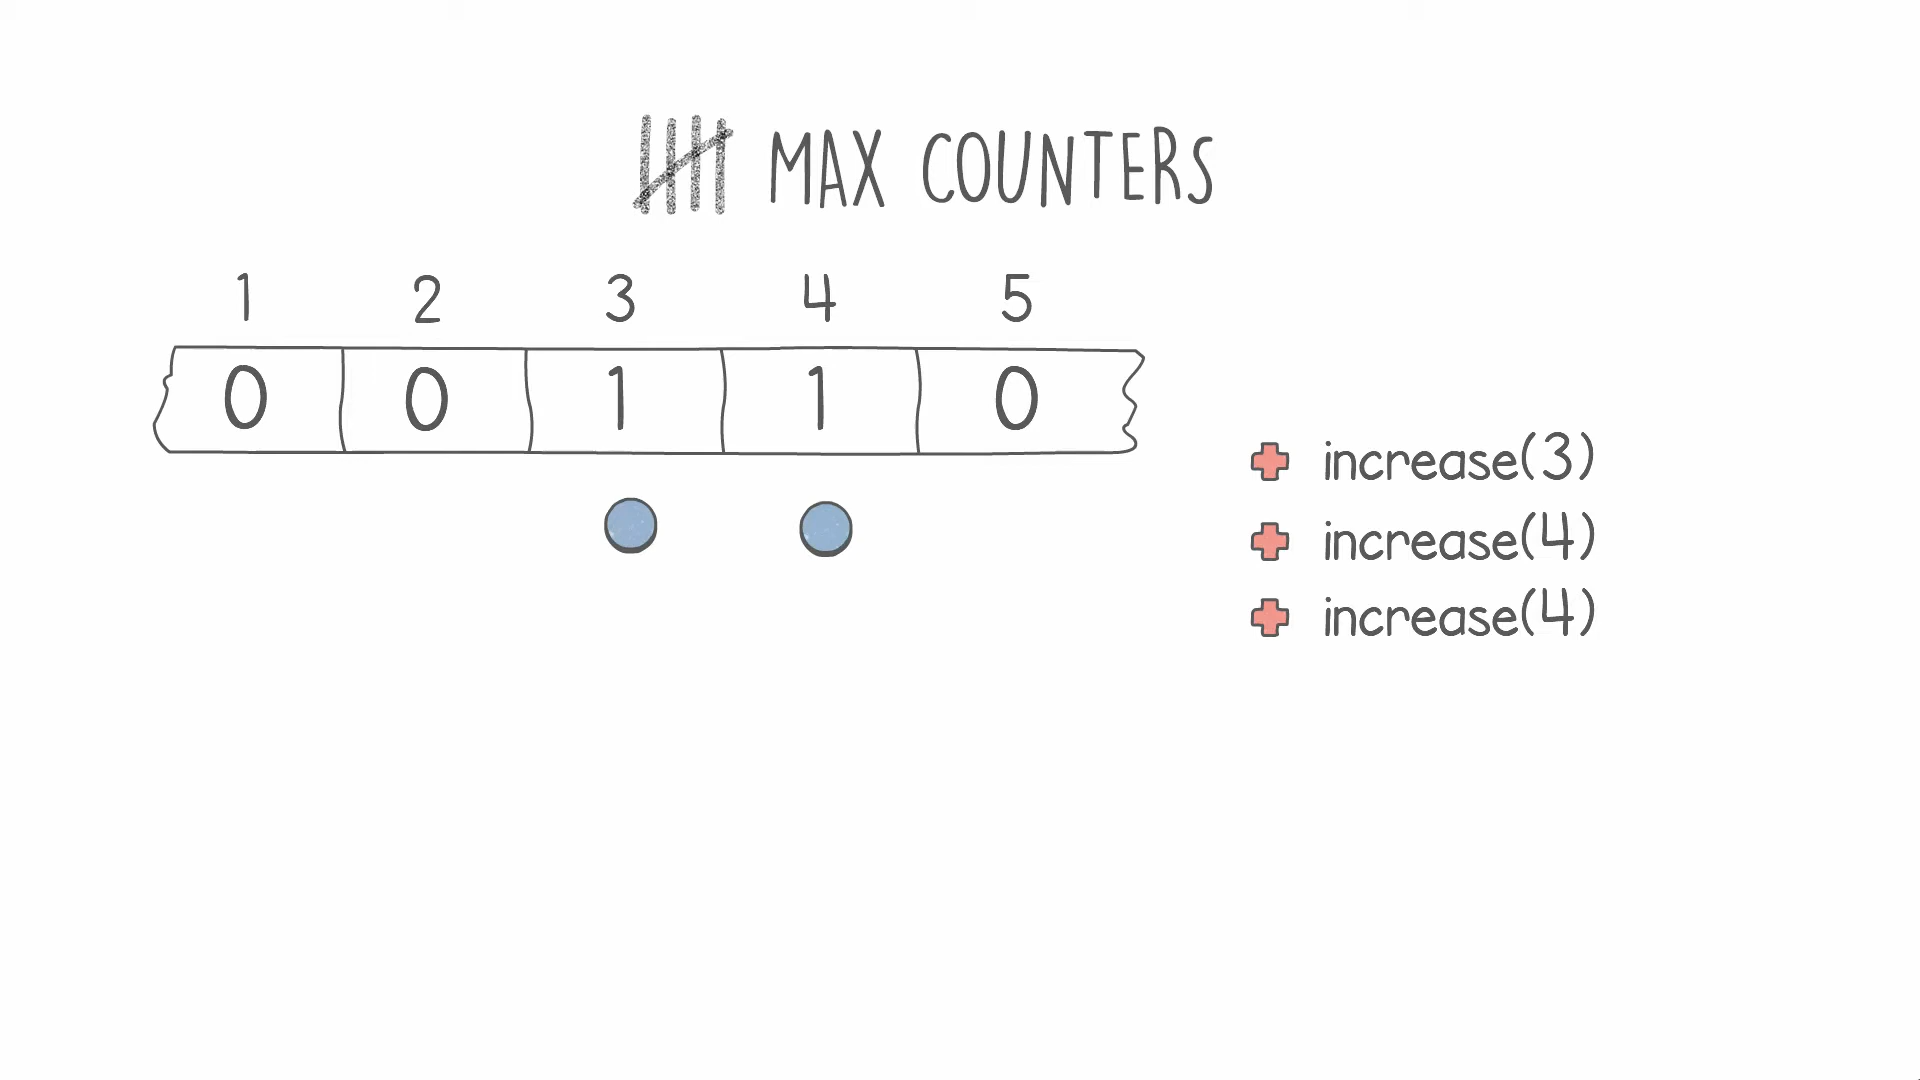 MAX COUNTERS
1 2 3 4 5
0 0 1 1 0
increase(3)
increase(4)
increase(4)